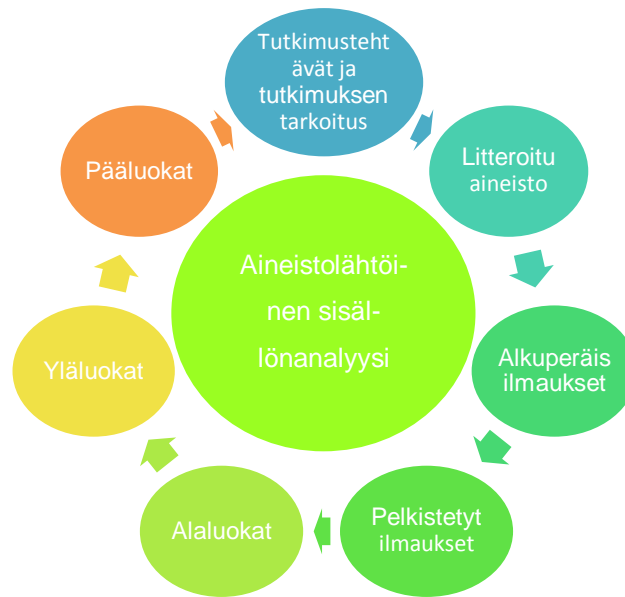 Tutkimusteht
ävät ja
tutkimuksen
tarkoitus
Litteroitu
aineisto
Alkuperäis
ilmaukset
Pelkistetyt
ilmaukset
Alaluokat
Yläluokat
Pääluokat
Aineistolähtöi-
nen sisäl-
lönanalyysi